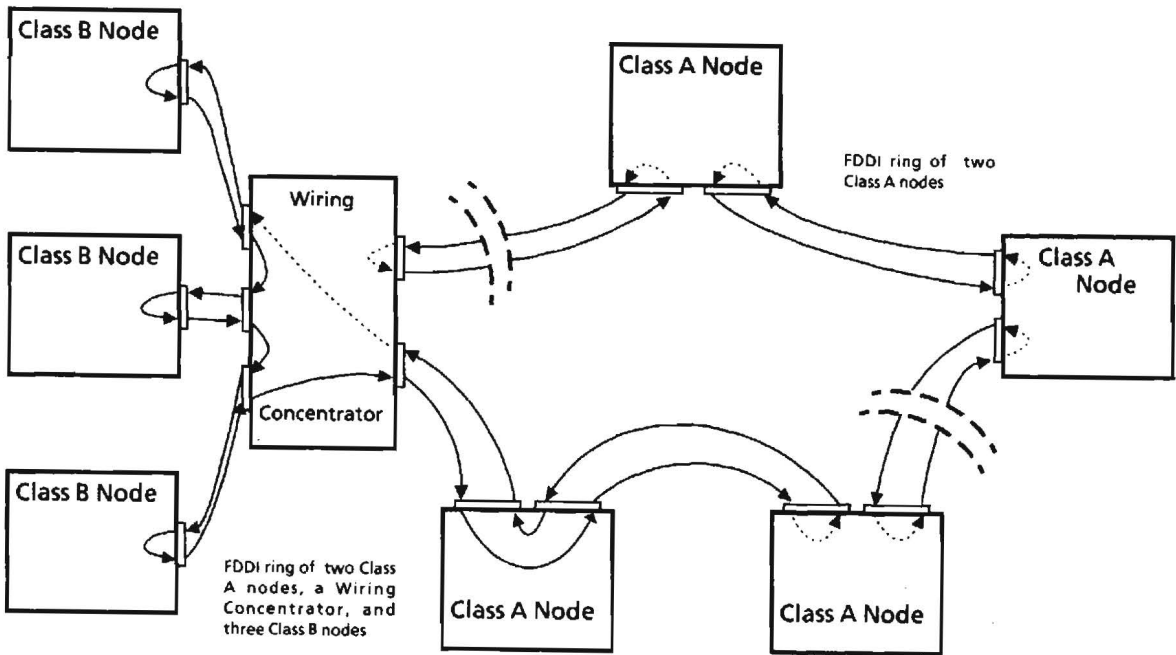 Class B Node
Class A Node
FDDI ring of two
Class A nodes
Wiring
Class B Node
Class A
Node
Concentrator
Class B Node
FDDI ring of two Class
A nodes, a Wiring
Concentrator, and
three Class B nodes
Class A Node
Class A Node